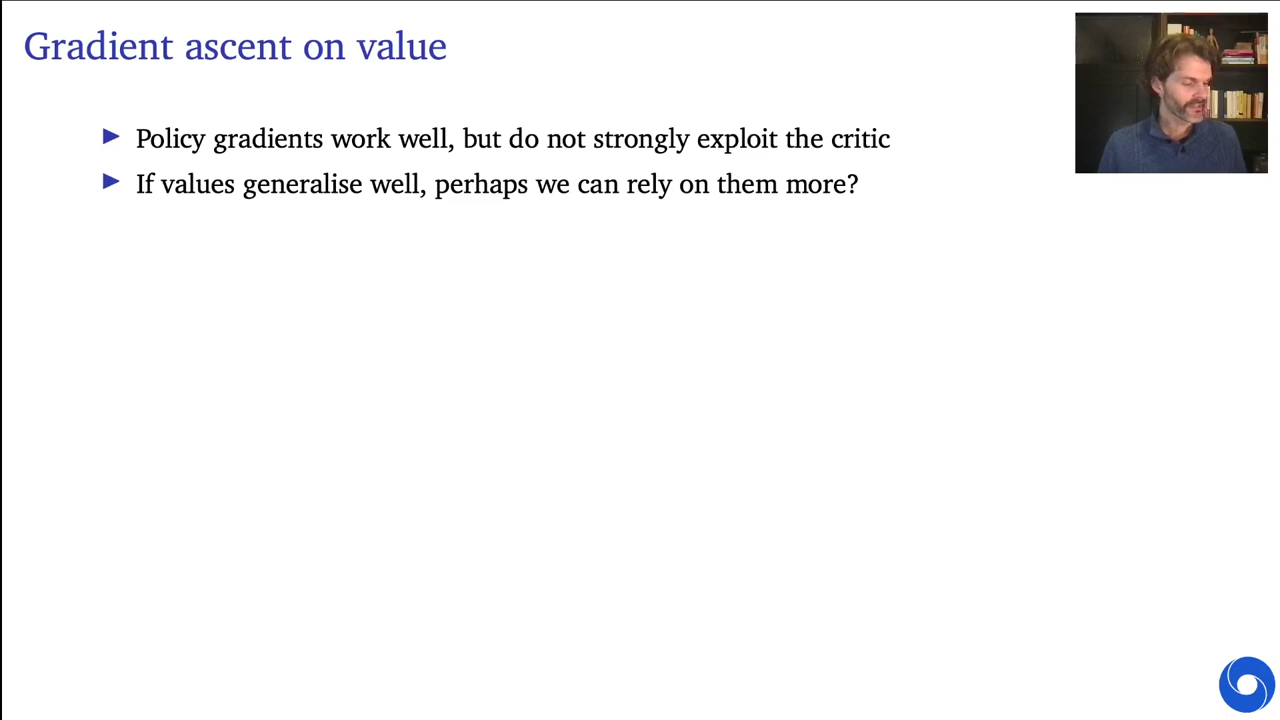 Gradient ascent on value
▶ Policy gradients work well, but do not strongly exploit the critic
▶ If values generalise well, perhaps we can rely on them more?